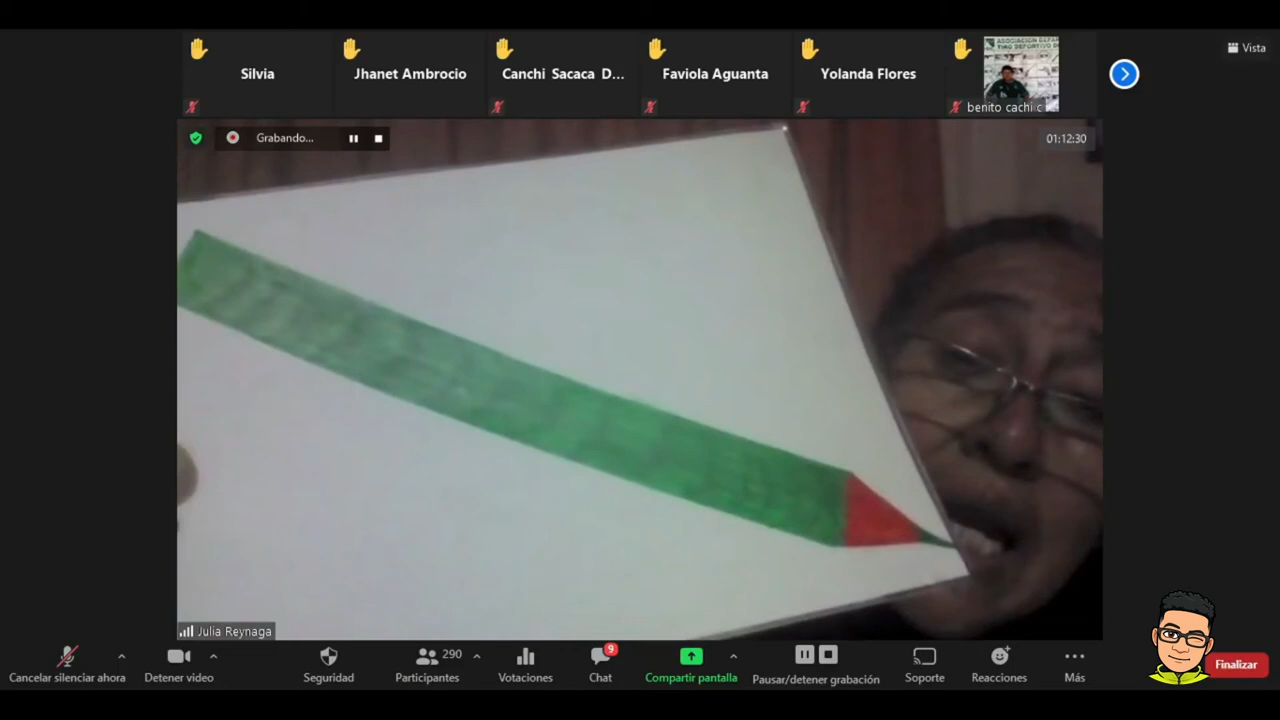 Silvia
Jhanet Ambrocio
Canchi Sacaca D...
Faviola Aguanta
Yolanda Flores
benito cachi c
Vista
Grabando...
01:12:30
Julia Reynaga
Cancelar silenciar ahora
Detener video
Seguridad
290
Participantes
Votaciones
9
Chat
Compartir pantalla
Pausar/detener grabación
Soporte
Reacciones
Más
Finalizar